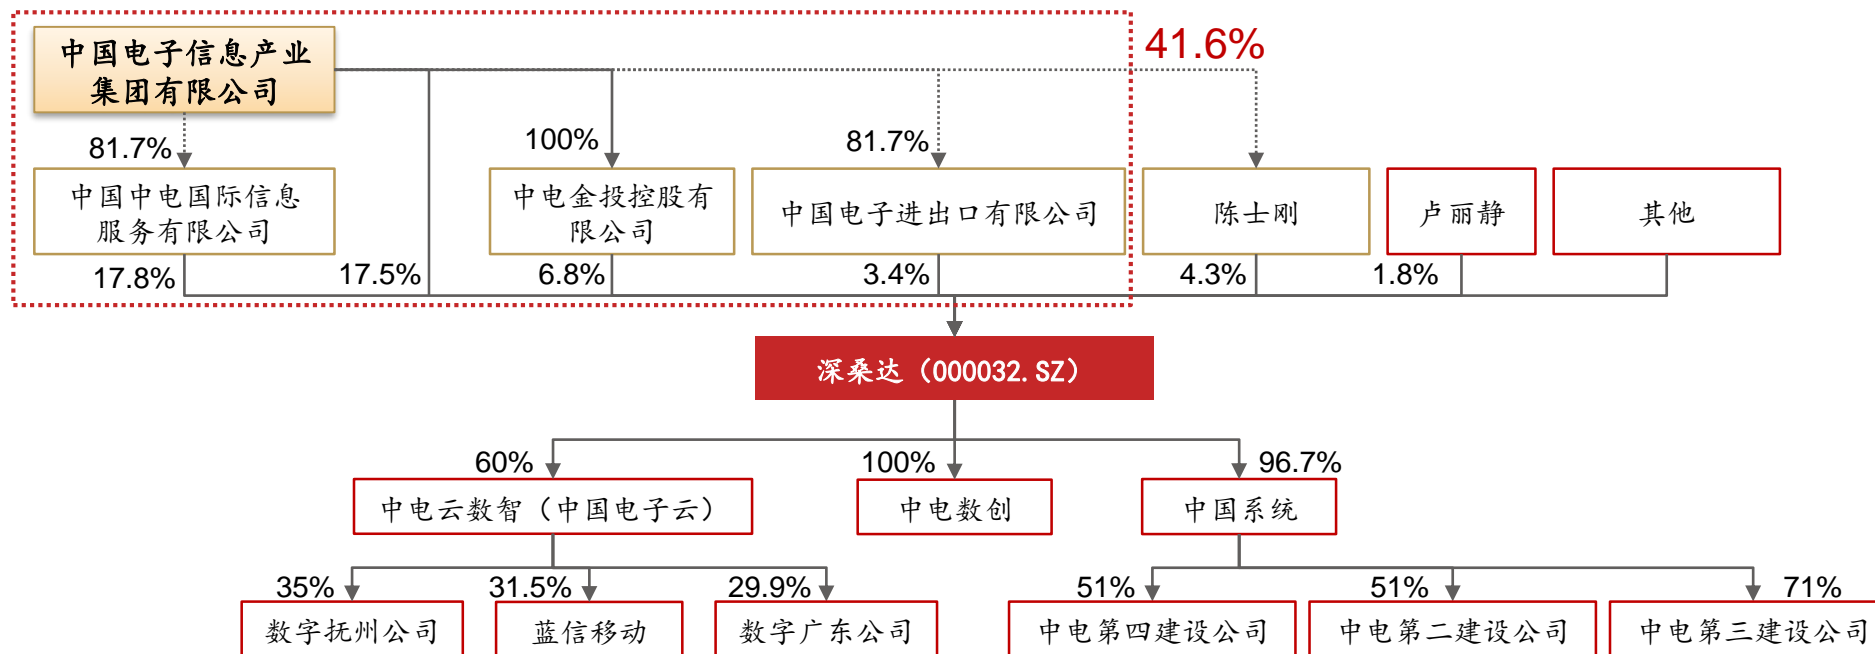 中国电子信息产业
集团有限公司
41.6%
81.7%
100%
81.7%
中国中电国际信息
服务有限公司
中电金投控股有
限公司
中国电子进出口有限公司
陈士刚
卢丽静
其他
17.8%
17.5%
6.8%
3.4%
4.3%
1.8%
深桑达（000032.SZ）
60%
100%
96.7%
中电云数智（中国电子云）
中电数创
中国系统
35%
31.5%
29.9%
51%
51%
71%
数字抚州公司
蓝信移动
数字广东公司
中电第四建设公司
中电第二建设公司
中电第三建设公司